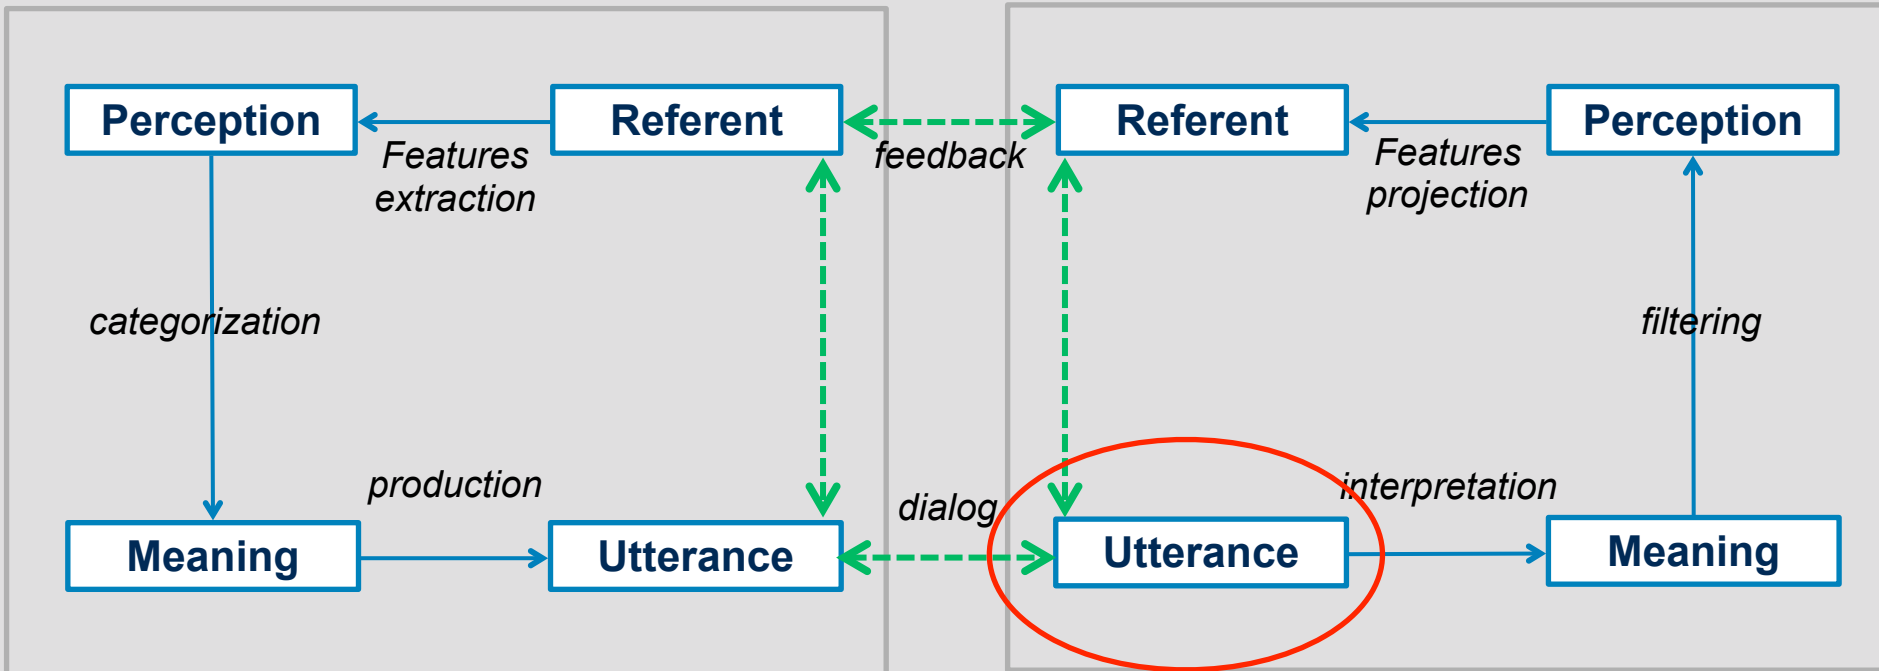 Perception
Referent
Referent
Perception
Features
extraction
feedback
Features
projection
categorization
filtering
production
dialog
interpretation
Meaning
Utterance
Utterance
Meaning